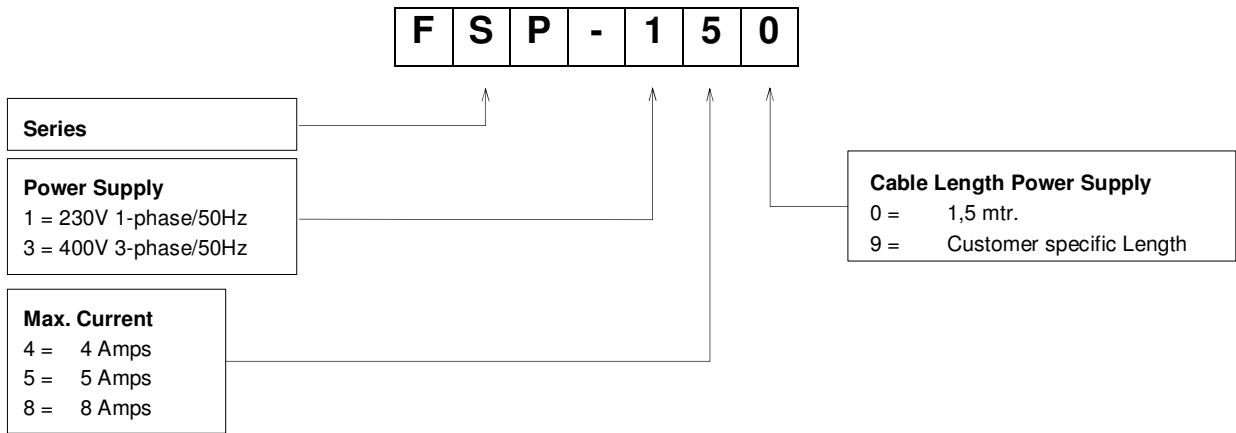 F S P - 1 5 0
Series
Power Supply
1 = 230V 1-phase/50Hz
3 = 400V 3-phase/50Hz
Max. Current
4 = 4 Amps
5 = 5 Amps
8 = 8 Amps
Cable Length Power Supply
0 = 1,5 mtr.
9 = Customer specific Length